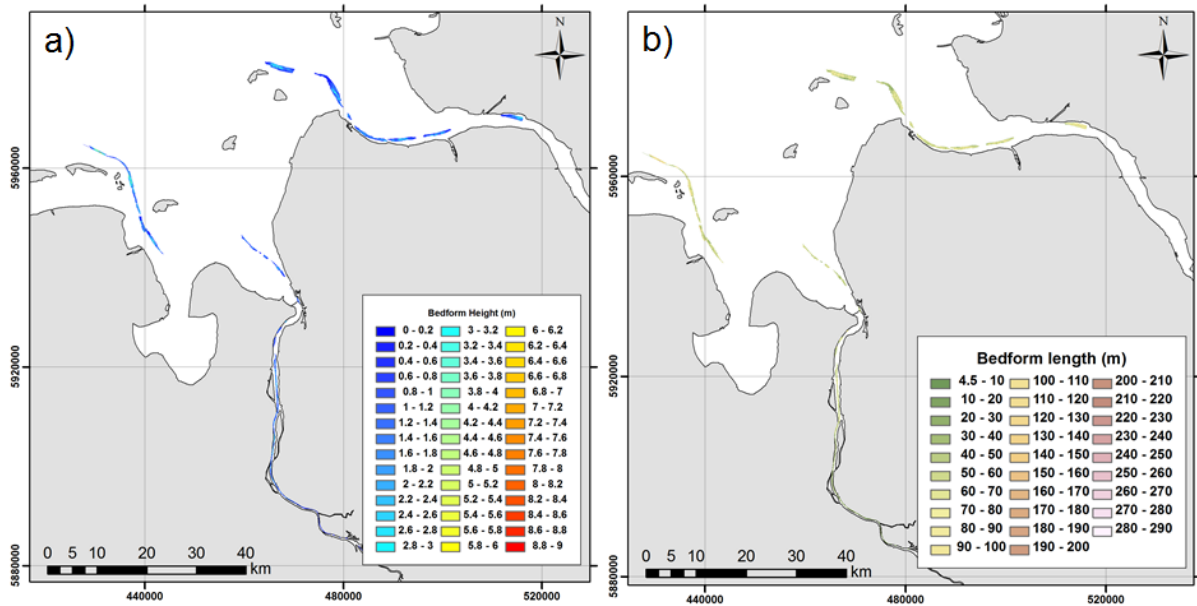 a)
N
5960000
5920000
5880000
Bedform Height (m)
0 - 0.2 3 - 3.2 6 - 6.2
0.2 - 0.4 3.2 - 3.4 6.2 - 6.4
0.4 - 0.6 3.4 - 3.6 6.4 - 6.6
0.6 - 0.8 3.6 - 3.8 6.6 - 6.8
0.8 - 1 3.8 - 4 6.8 - 7
1 - 1.2 4 - 4.2 7 - 7.2
1.2 - 1.4 4.2 - 4.4 7.2 - 7.4
1.4 - 1.6 4.4 - 4.6 7.4 - 7.6
1.6 - 1.8 4.6 - 4.8 7.6 - 7.8
1.8 - 2 4.8 - 5 7.8 - 8
2 - 2.2 5 - 5.2 8 - 8.2
2.2 - 2.4 5.2 - 5.4 8.2 - 8.4
2.4 - 2.6 5.4 - 5.6 8.4 - 8.6
2.6 - 2.8 5.6 - 5.8 8.6 - 8.8
2.8 - 3 5.8 - 6 8.8 - 9
0 5 10 20 30 40
km
440000 480000 520000
b)
N
5960000
5920000
5880000
Bedform length (m)
4.5 - 10 100 - 110 200 - 210
10 - 20 110 - 120 210 - 220
20 - 30 120 - 130 220 - 230
30 - 40 130 - 140 230 - 240
40 - 50 140 - 150 240 - 250
50 - 60 150 - 160 250 - 260
60 - 70 160 - 170 260 - 270
70 - 80 170 - 180 270 - 280
80 - 90 180 - 190 280 - 290
90 - 100 190 - 200
0 5 10 20 30 40
km
440000 480000 520000